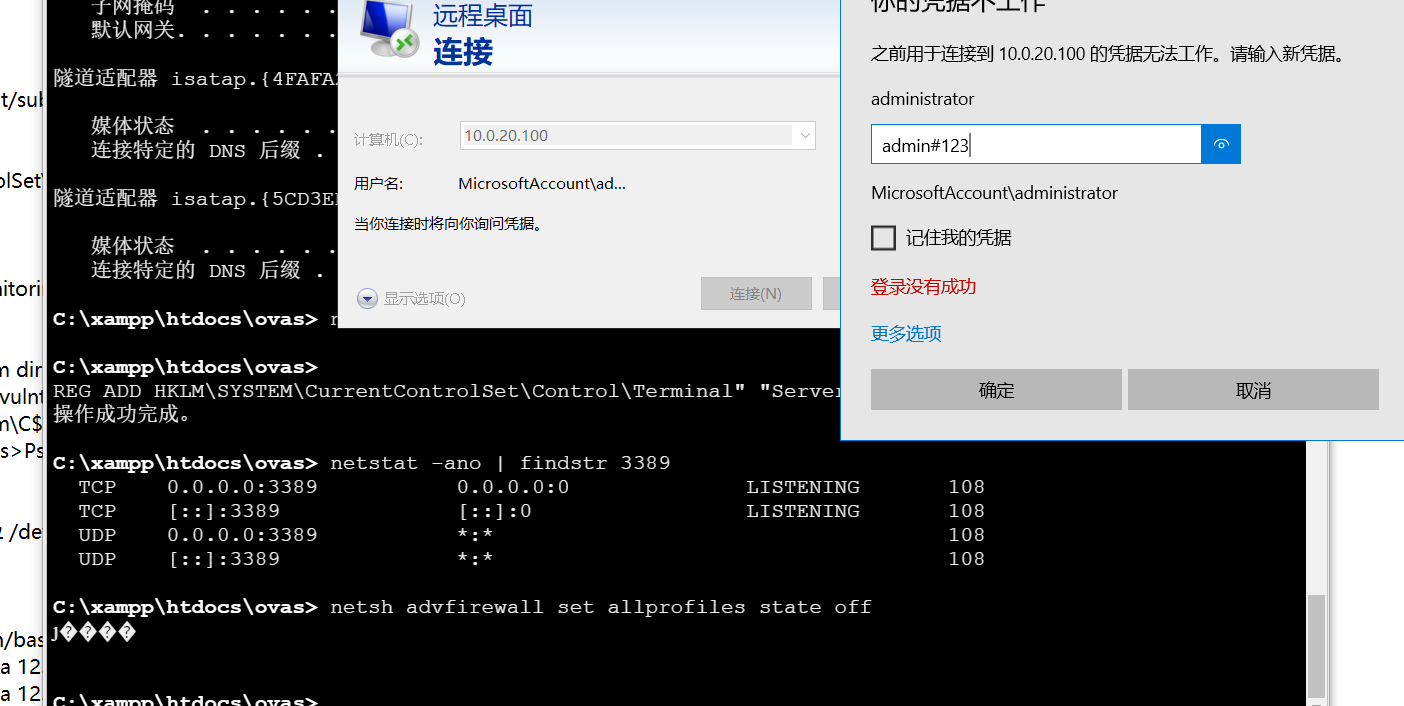 子网掩码 . . . . . .
默认网关. . . . . . .
隧道适配器 isatap.{4FAFA
媒体状态 . . . . . .
连接特定的 DNS 后缀 .
隧道适配器 isatap.{5CD3E
媒体状态 . . . . . .
连接特定的 DNS 后缀 .
C:\xampp\htdocs\ovas>
C:\xampp\htdocs\ovas>
REG ADD HKLM\SYSTEM\CurrentControlSet\Control\Terminal" "Server
操作成功完成。
C:\xampp\htdocs\ovas> netstat -ano | findstr 3389
TCP 0.0.0.0:3389 0.0.0.0:0 LISTENING 108
TCP [::]:3389 [::]:0 LISTENING 108
UDP 0.0.0.0:3389 *:* 108
UDP [::]:3389 *:* 108
C:\xampp\htdocs\ovas> netsh advfirewall set allprofiles state off
J����
C:\xampp\htdocs\ovas>
远程桌面
连接
计算机(C):
10.0.20.100
用户名:
MicrosoftAccount\ad...
当你连接时将向你询问凭据。
显示选项(O)
连接(N)
你的凭据不工作
之前用于连接到 10.0.20.100 的凭据无法工作。请输入新凭据。
administrator
admin#123
MicrosoftAccount\administrator
记住我的凭据
登录没有成功
更多选项
确定
取消
t/sub
olSet\
nitori
m dir
vulnt
m\C$
s>Ps
/de
n/bas
a 12
a 12